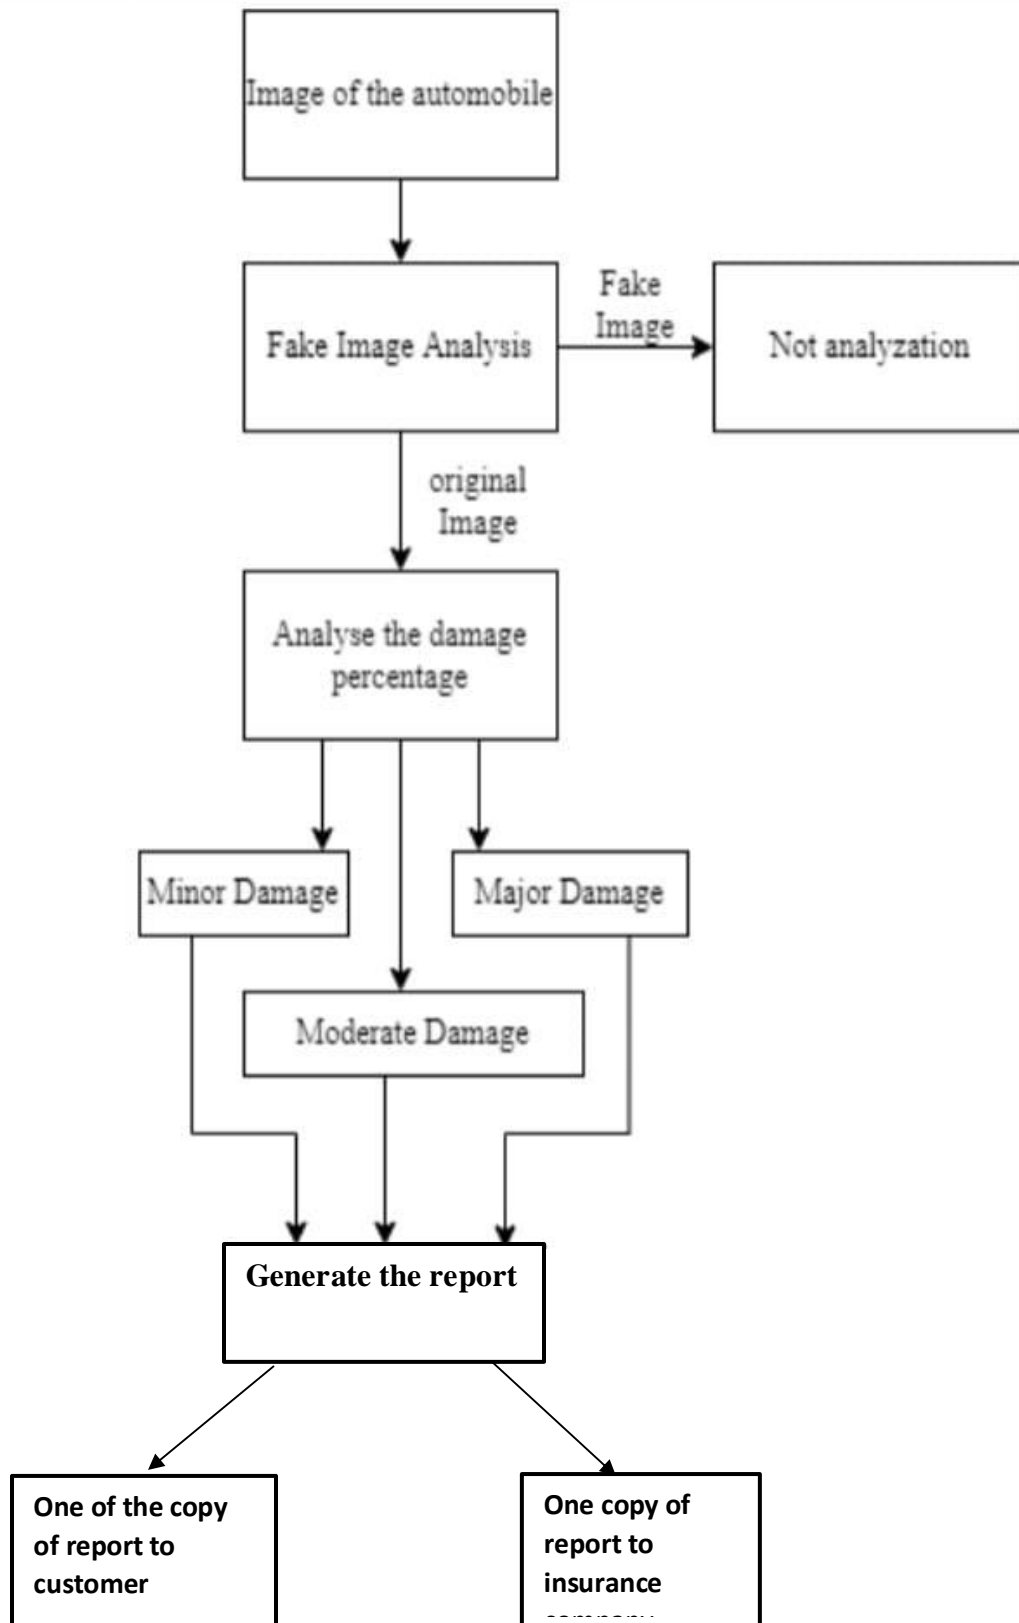 Image of the automobile
Fake Image Analysis
Fake
Image
Not analyzation
original
Image
Analyse the damage
percentage
Minor Damage
Major Damage
Moderate Damage
Generate the report
One of the copy
of report to
customer
One copy of
report to
insurance